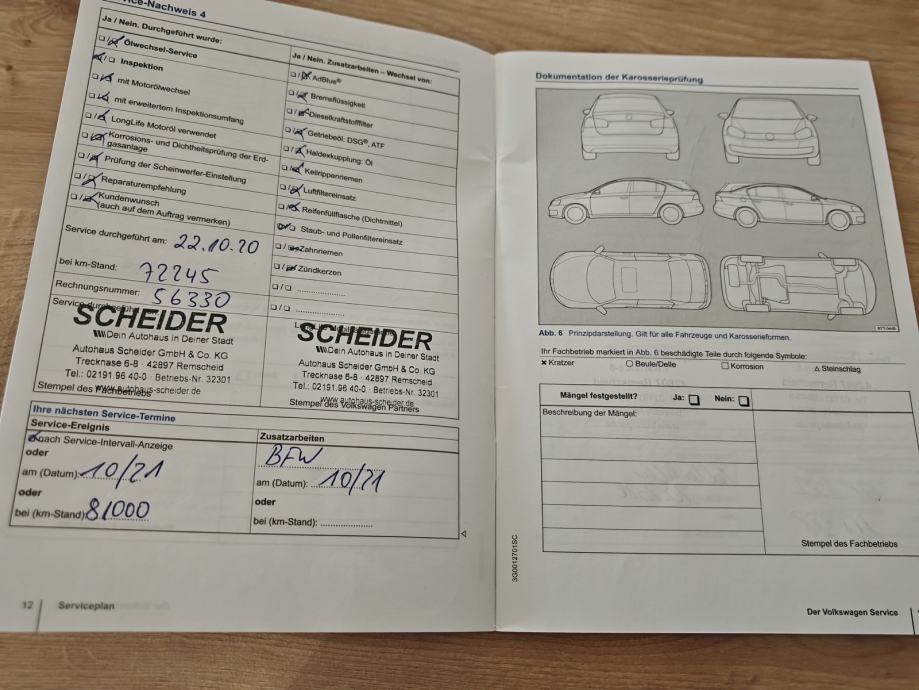 ce-Nachweis 4
Ja / Nein. Durchgeführt wurde:
Ölwechsel-Service
Inspektion
mit Motorölwechsel
mit erweitertem Inspektionsumfang
LongLife Motoröl verwendet
Korrosions- und Dichtheitsprüfung der Erd-
gasanlage
Prüfung der Scheinwerfer-Einstellung
Reparaturempfehlung
Kundenwunsch
(auch auf dem Auftrag vermerken)
Service durchgeführt am: 22.10.20
bei km-Stand: 72245
Rechnungsnummer: 56330
Service durchgeführt
SCHEIDER
Dein Autohaus in Deiner Stadt
Autohaus Scheider GmbH & Co. KG
Trecknase 6-8 · 42897 Remscheid
Tel.: 02191.96 40-0 · Betriebs-Nr. 32301
www.autohaus-scheider.de
Stempel des Fachbetriebs
Ja / Nein. Zusatzarbeiten – Wechsel von:
AdBlue®
Bremsflüssigkeit
Dieselkraftstofffilter
Getriebeöl: DSG®, ATF
Haldexkupplung: Öl
Keilrippenriemen
Luftfiltereinsatz
Reifenfüllflasche (Dichtmittel)
Staub- und Pollenfiltereinsatz
Zahnriemen
Zündkerzen
SCHEIDER
Dein Autohaus in Deiner Stadt
Autohaus Scheider GmbH & Co. KG
Trecknase 6-8 · 42897 Remscheid
Tel.: 02191.96 40-0 · Betriebs-Nr. 32301
www.autohaus-scheider.de
Stempel des Volkswagen Partners
Ihre nächsten Service-Termine
Service-Ereignis
nach Service-Intervall-Anzeige
oder
am (Datum): 10/21
oder
bei (km-Stand): 81000
Zusatzarbeiten
BFW
am (Datum): 10/21
oder
bei (km-Stand):
12 Serviceplan
Dokumentation der Karosserieprüfung
Abb. 6 Prinzipdarstellung. Gilt für alle Fahrzeuge und Karosserieformen.
Ihr Fachbetrieb markiert in Abb. 6 beschädigte Teile durch folgende Symbole:
× Kratzer ○ Beule/Delle □ Korrosion △ Steinschlag
Mängel festgestellt? Ja: □ Nein: □
Beschreibung der Mängel:
Stempel des Fachbetriebs
3G0012701SC
Der Volkswagen Service